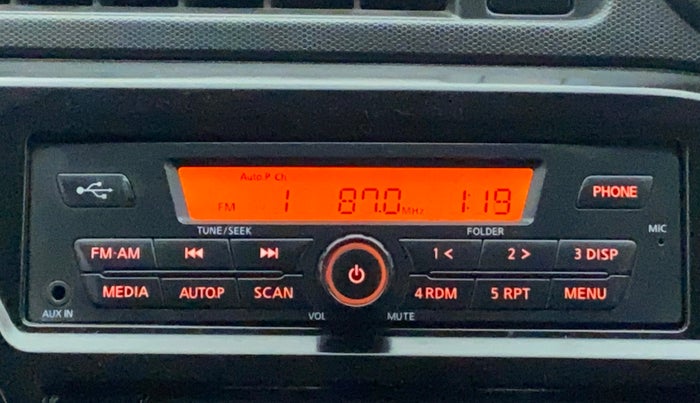 Auto.P. Ch
FM 1 87.0 MHz 1:19
PHONE
TUNE/SEEK FOLDER MIC
FM·AM 1 < 2 > 3 DISP
MEDIA AUTO.P SCAN 4 RDM 5 RPT MENU
AUX IN VOL MUTE